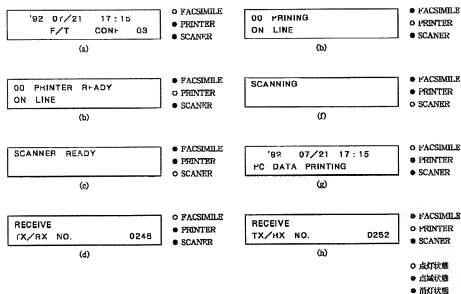 '92 07/21 17:15
F/T CONF 03
○ FACSIMILE
● PRINTER
● SCANER
(a)
00 PRINING
ON LINE
● FACSIMILE
○ PRINTER
● SCANER
(b)
00 PRINTER READY
ON LINE
● FACSIMILE
○ PRINTER
● SCANER
(b)
SCANNING
● FACSIMILE
● PRINTER
○ SCANER
(f)
SCANNER READY
● FACSIMILE
● PRINTER
○ SCANER
(c)
'92 07/21 17:15
PC DATA PRINTING
○ FACSIMILE
● PRINTER
● SCANER
(g)
RECEIVE
TX/RX NO. 0248
○ FACSIMILE
● PRINTER
● SCANER
(d)
RECEIVE
TX/RX NO. 0252
● FACSIMILE
○ PRINTER
● SCANER
(h)
○ 点灯状態
● 点滅状態
● 消灯状態